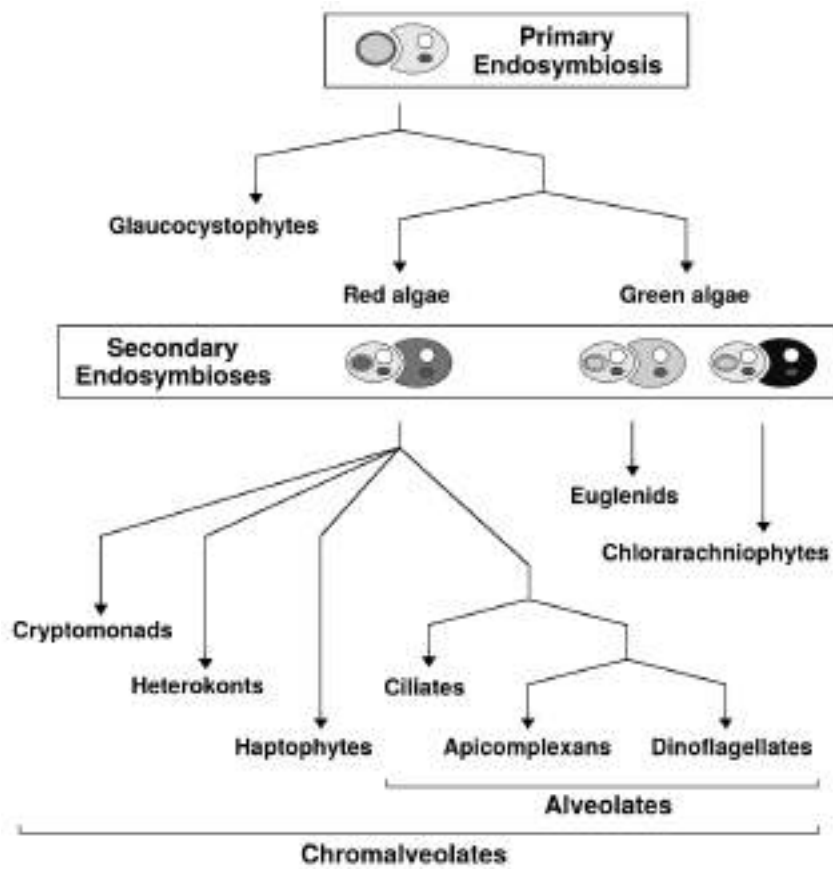 Primary
Endosymbiosis
Glaucocystophytes
Red algae
Green algae
Secondary
Endosymbioses
Euglenids
Chlorarachniophytes
Cryptomonads
Heterokonts
Ciliates
Haptophytes
Apicomplexans
Dinoflagellates
Alveolates
Chromalveolates